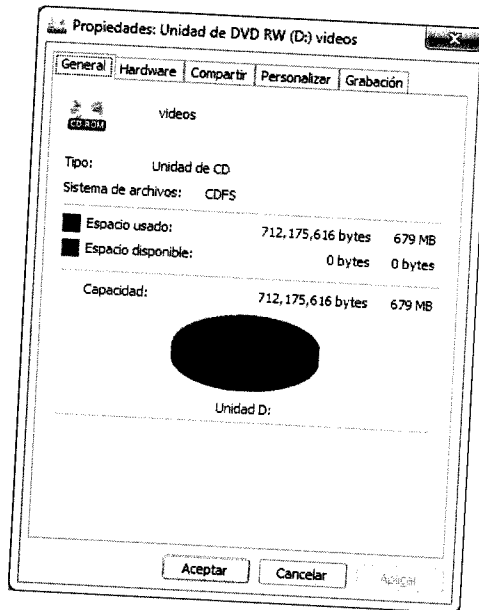 Propiedades: Unidad de DVD RW (D:) videos
General Hardware Compartir Personalizar Grabación
CD-ROM
videos
Tipo: Unidad de CD
Sistema de archivos: CDFS
Espacio usado: 712,175,616 bytes 679 MB
Espacio disponible: 0 bytes 0 bytes
Capacidad: 712,175,616 bytes 679 MB
Unidad D:
Aceptar Cancelar Aplicar